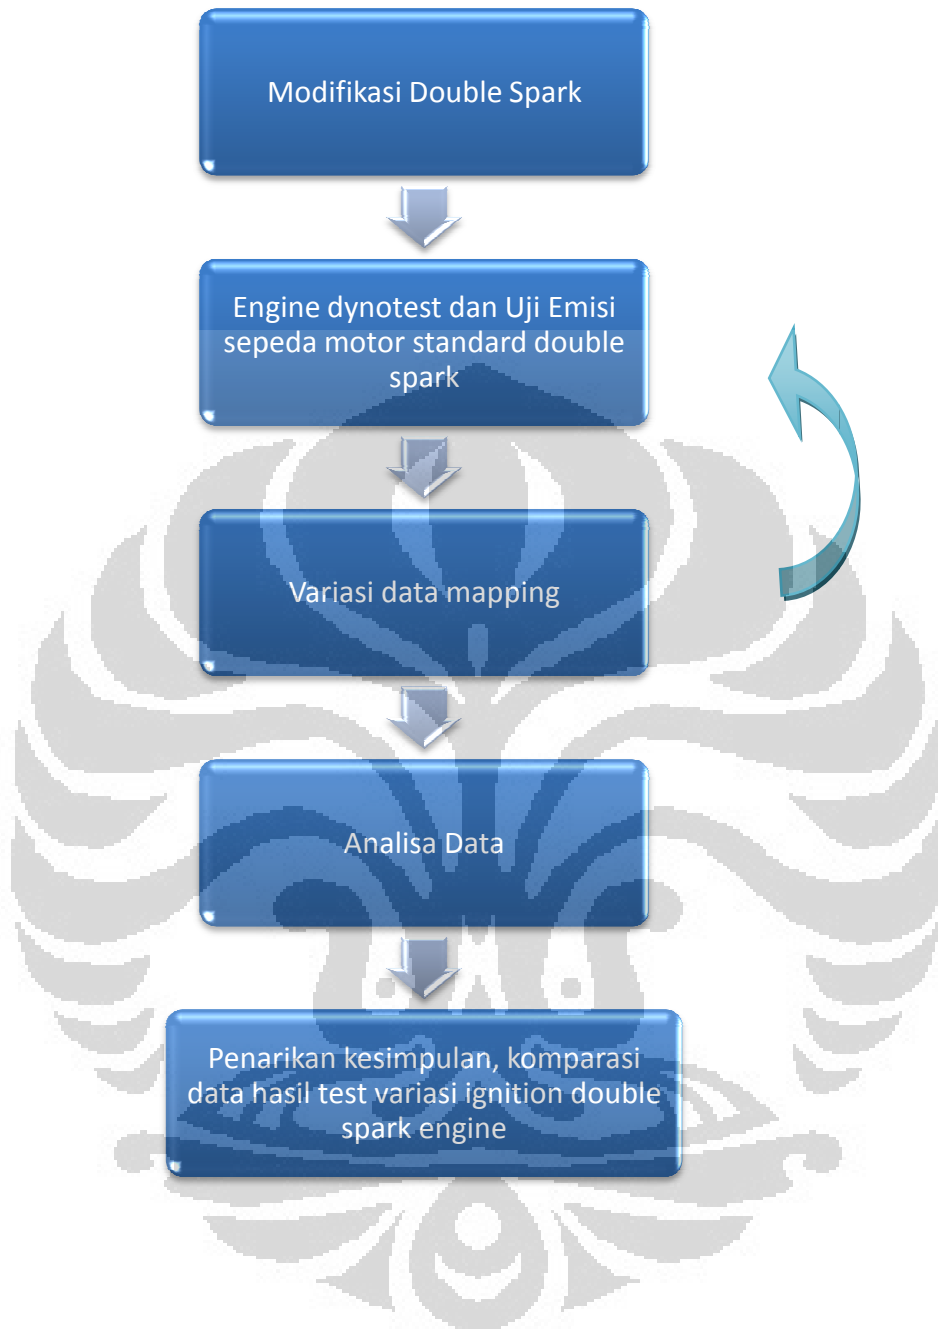 Modifikasi Double Spark
Engine dynotest dan Uji Emisi
sepeda motor standard double
spark
Variasi data mapping
Analisa Data
Penarikan kesimpulan, komparasi
data hasil test variasi ignition double
spark engine